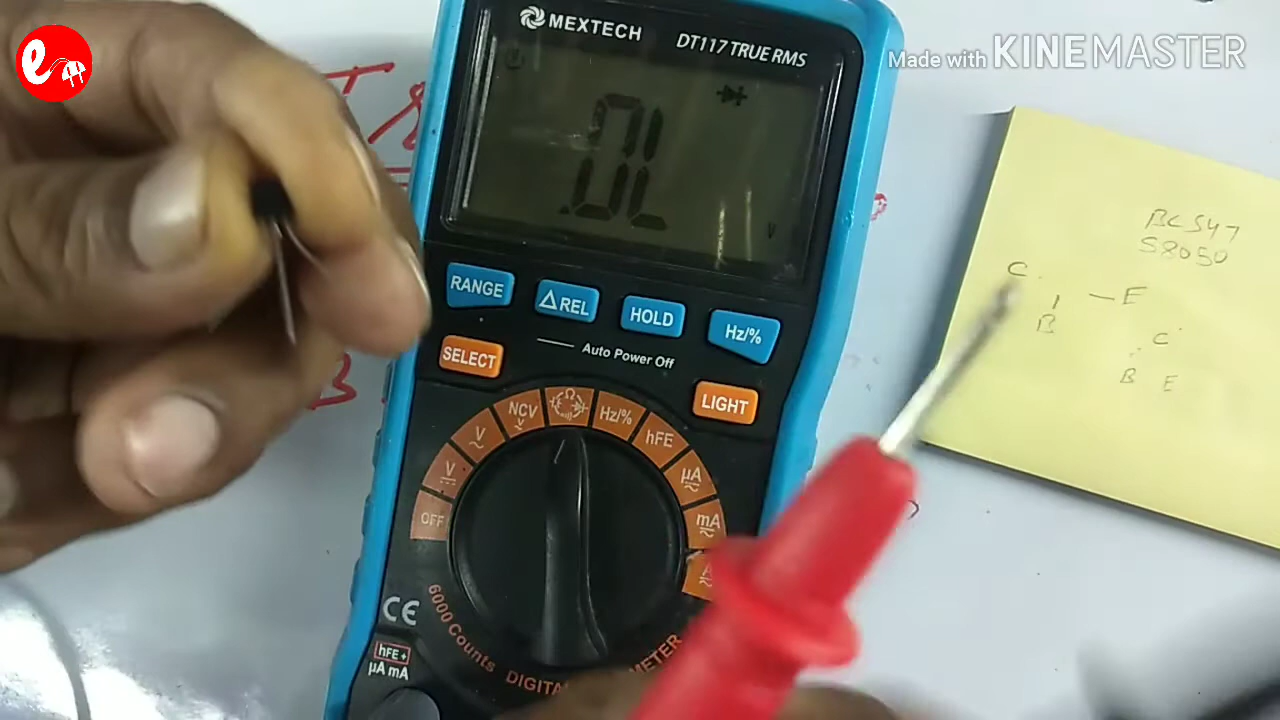 e
Made with KINEMASTER
MEXTECH
DT117 TRUE RMS
.OL
V
RANGE
△REL
HOLD
Hz/%
SELECT
Auto Power Off
LIGHT
OFF
V
V
NCV
Hz/%
hFE
µA
mA
A
6000 Counts
CE
hFE+
µA mA
BC547
S8050
C
E
B
C
B E
B